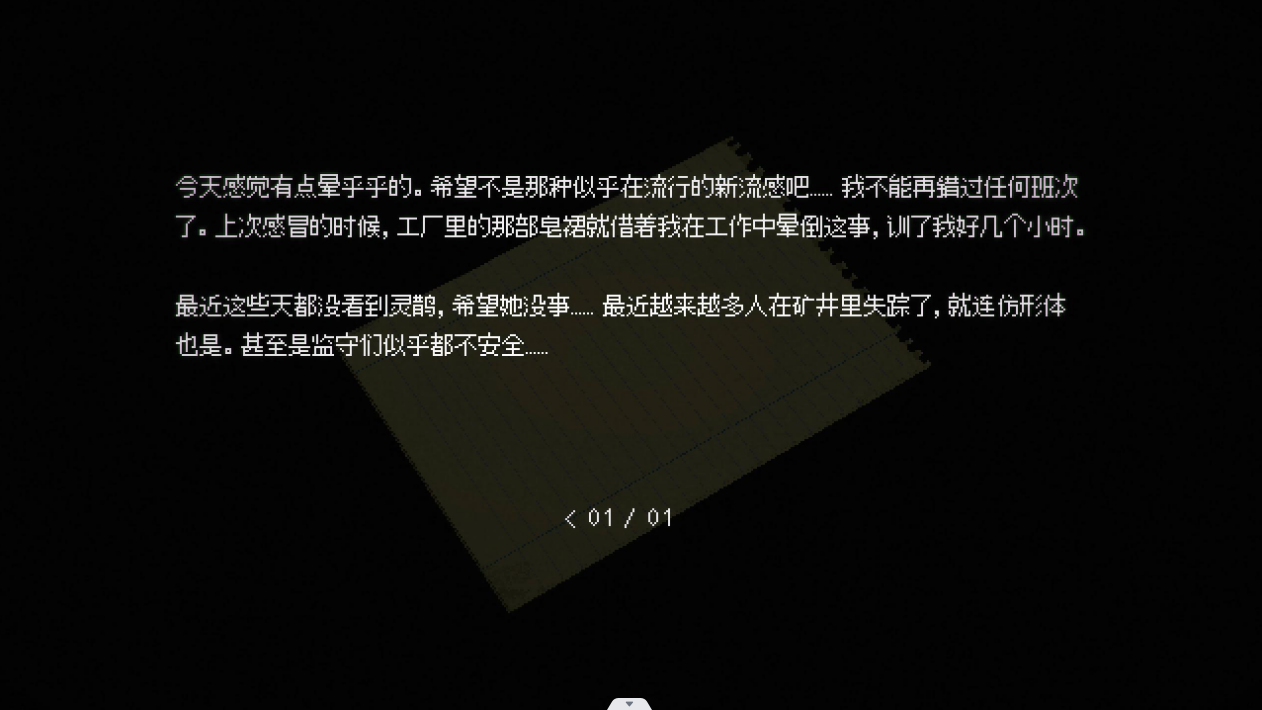 今天感觉有点晕乎乎的。希望不是那种似乎在流行的新流感吧…… 我不能再错过任何班次
了。上次感冒的时候，工厂里的那部皂裙就借着我在工作中晕倒这事，训了我好几个小时。
最近这些天都没看到灵鹊，希望她没事…… 最近越来越多人在矿井里失踪了，就连仿形体
也是。甚至是监守们似乎都不安全……
< 01 / 01